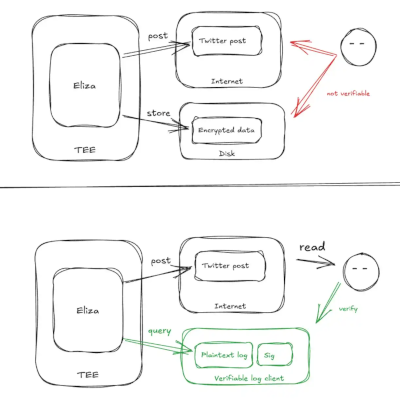 post
Twitter post
Eliza
Internet
not verifiable
store
Encrypted data
TEE
Disk
read
post
Twitter post
Eliza
Internet
verify
query
Plaintext log
Sig
TEE
Verifiable log client